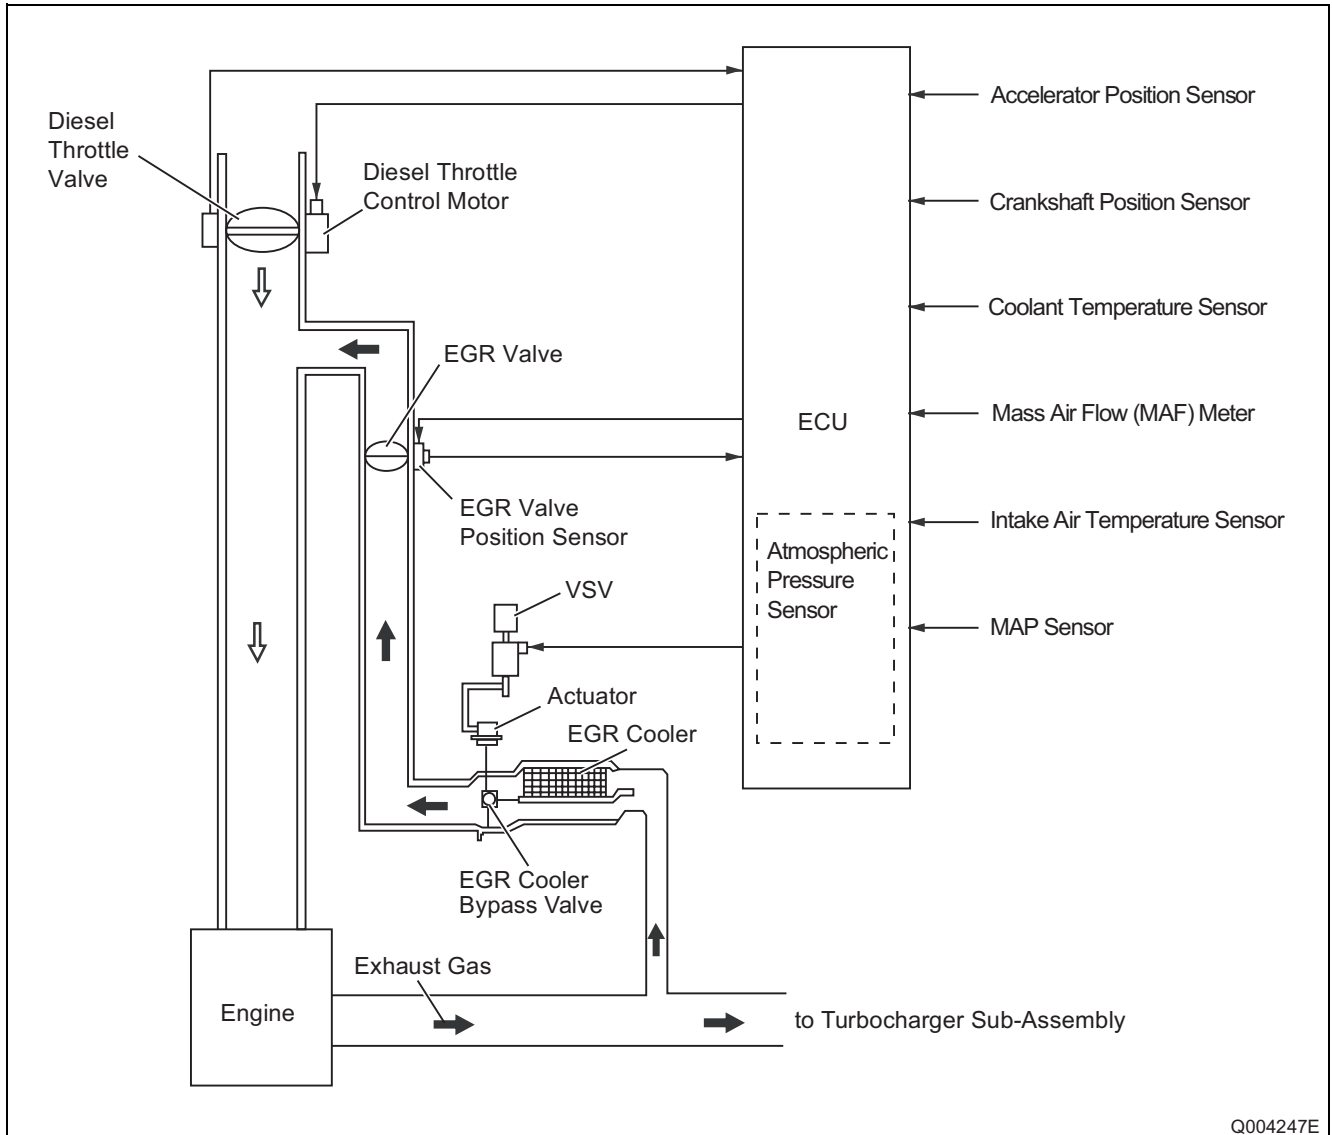 Diesel
Throttle
Valve
Diesel Throttle
Control Motor
EGR Valve
EGR Valve
Position Sensor
VSV
Actuator
EGR Cooler
EGR Cooler
Bypass Valve
Exhaust Gas
Engine
to Turbocharger Sub-Assembly
ECU
Atmospheric
Pressure
Sensor
Accelerator Position Sensor
Crankshaft Position Sensor
Coolant Temperature Sensor
Mass Air Flow (MAF) Meter
Intake Air Temperature Sensor
MAP Sensor
Q004247E